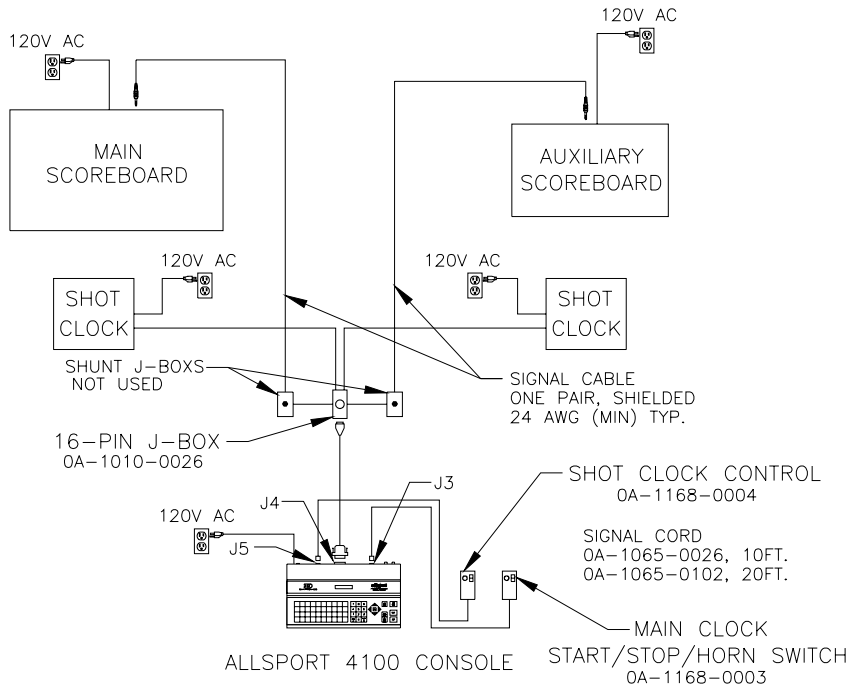 120V AC
120V AC
MAIN
SCOREBOARD
AUXILIARY
SCOREBOARD
120V AC
120V AC
SHOT
CLOCK
SHOT
CLOCK
SHUNT J-BOXS
NOT USED
SIGNAL CABLE
ONE PAIR, SHIELDED
24 AWG (MIN) TYP.
16-PIN J-BOX
0A-1010-0026
J3
SHOT CLOCK CONTROL
0A-1168-0004
J4
120V AC
J5
SIGNAL CORD
0A-1065-0026, 10FT.
0A-1065-0102, 20FT.
MAIN CLOCK
START/STOP/HORN SWITCH
0A-1168-0003
ALLSPORT 4100 CONSOLE